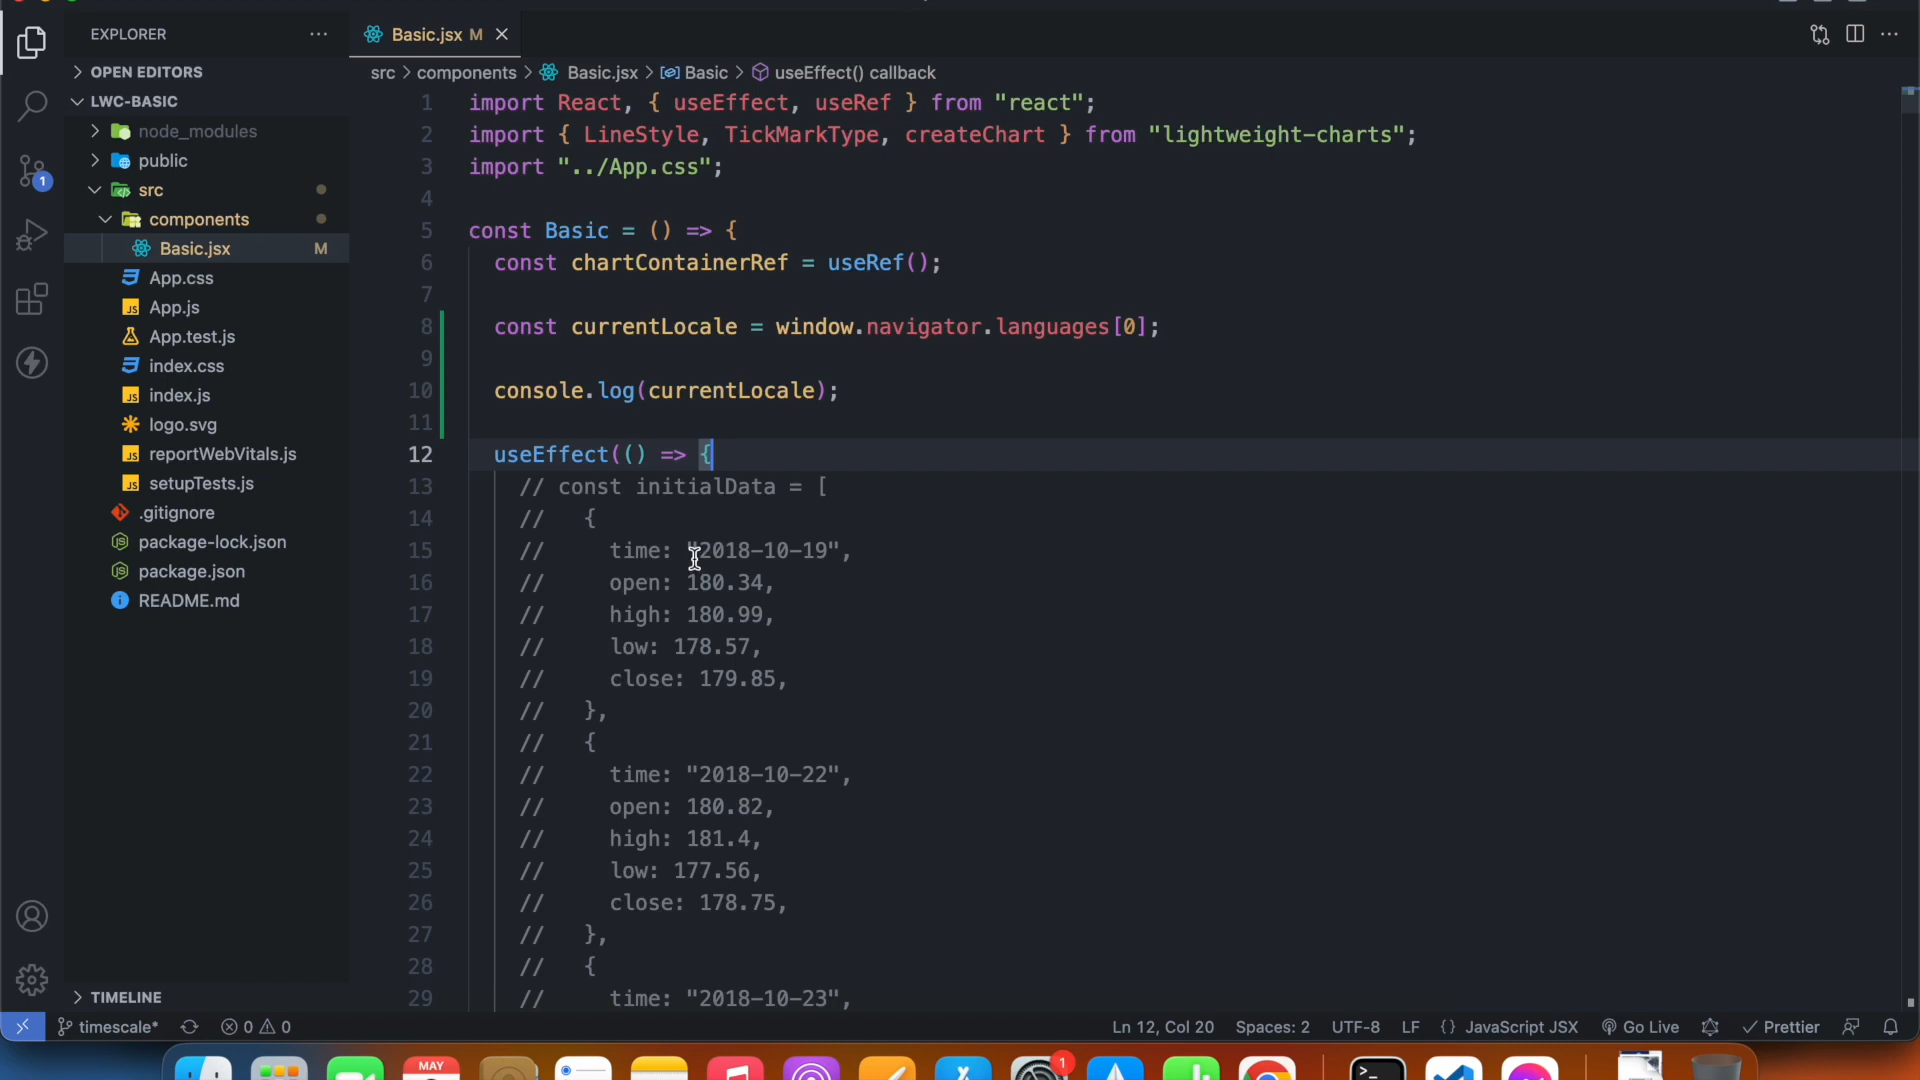 EXPLORER
OPEN EDITORS
LWC-BASIC
node_modules
public
src
components
Basic.jsx M
App.css
App.js
App.test.js
index.css
index.js
logo.svg
reportWebVitals.js
setupTests.js
.gitignore
package-lock.json
package.json
README.md
TIMELINE
1
Basic.jsx M
src > components > Basic.jsx > Basic > useEffect() callback
1 import React, { useEffect, useRef } from "react";
2 import { LineStyle, TickMarkType, createChart } from "lightweight-charts";
3 import "../App.css";
4
5 const Basic = () => {
6 const chartContainerRef = useRef();
7
8 const currentLocale = window.navigator.languages[0];
9
10 console.log(currentLocale);
11
12 useEffect(() => {
13 // const initialData = [
14 // {
15 // time: "2018-10-19",
16 // open: 180.34,
17 // high: 180.99,
18 // low: 178.57,
19 // close: 179.85,
20 // },
21 // {
22 // time: "2018-10-22",
23 // open: 180.82,
24 // high: 181.4,
25 // low: 177.56,
26 // close: 178.75,
27 // },
28 // {
29 // time: "2018-10-23",
timescale* 0 0 Ln 12, Col 20 Spaces: 2 UTF-8 LF {} JavaScript JSX Go Live Prettier
MAY
1